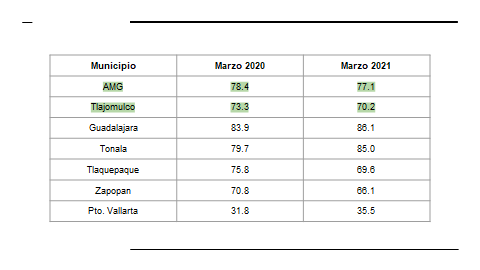 Municipio Marzo 2020 Marzo 2021
AMG 78.4 77.1
Tlajomulco 73.3 70.2
Guadalajara 83.9 86.1
Tonala 79.7 85.0
Tlaquepaque 75.8 69.6
Zapopan 70.8 66.1
Pto. Vallarta 31.8 35.5